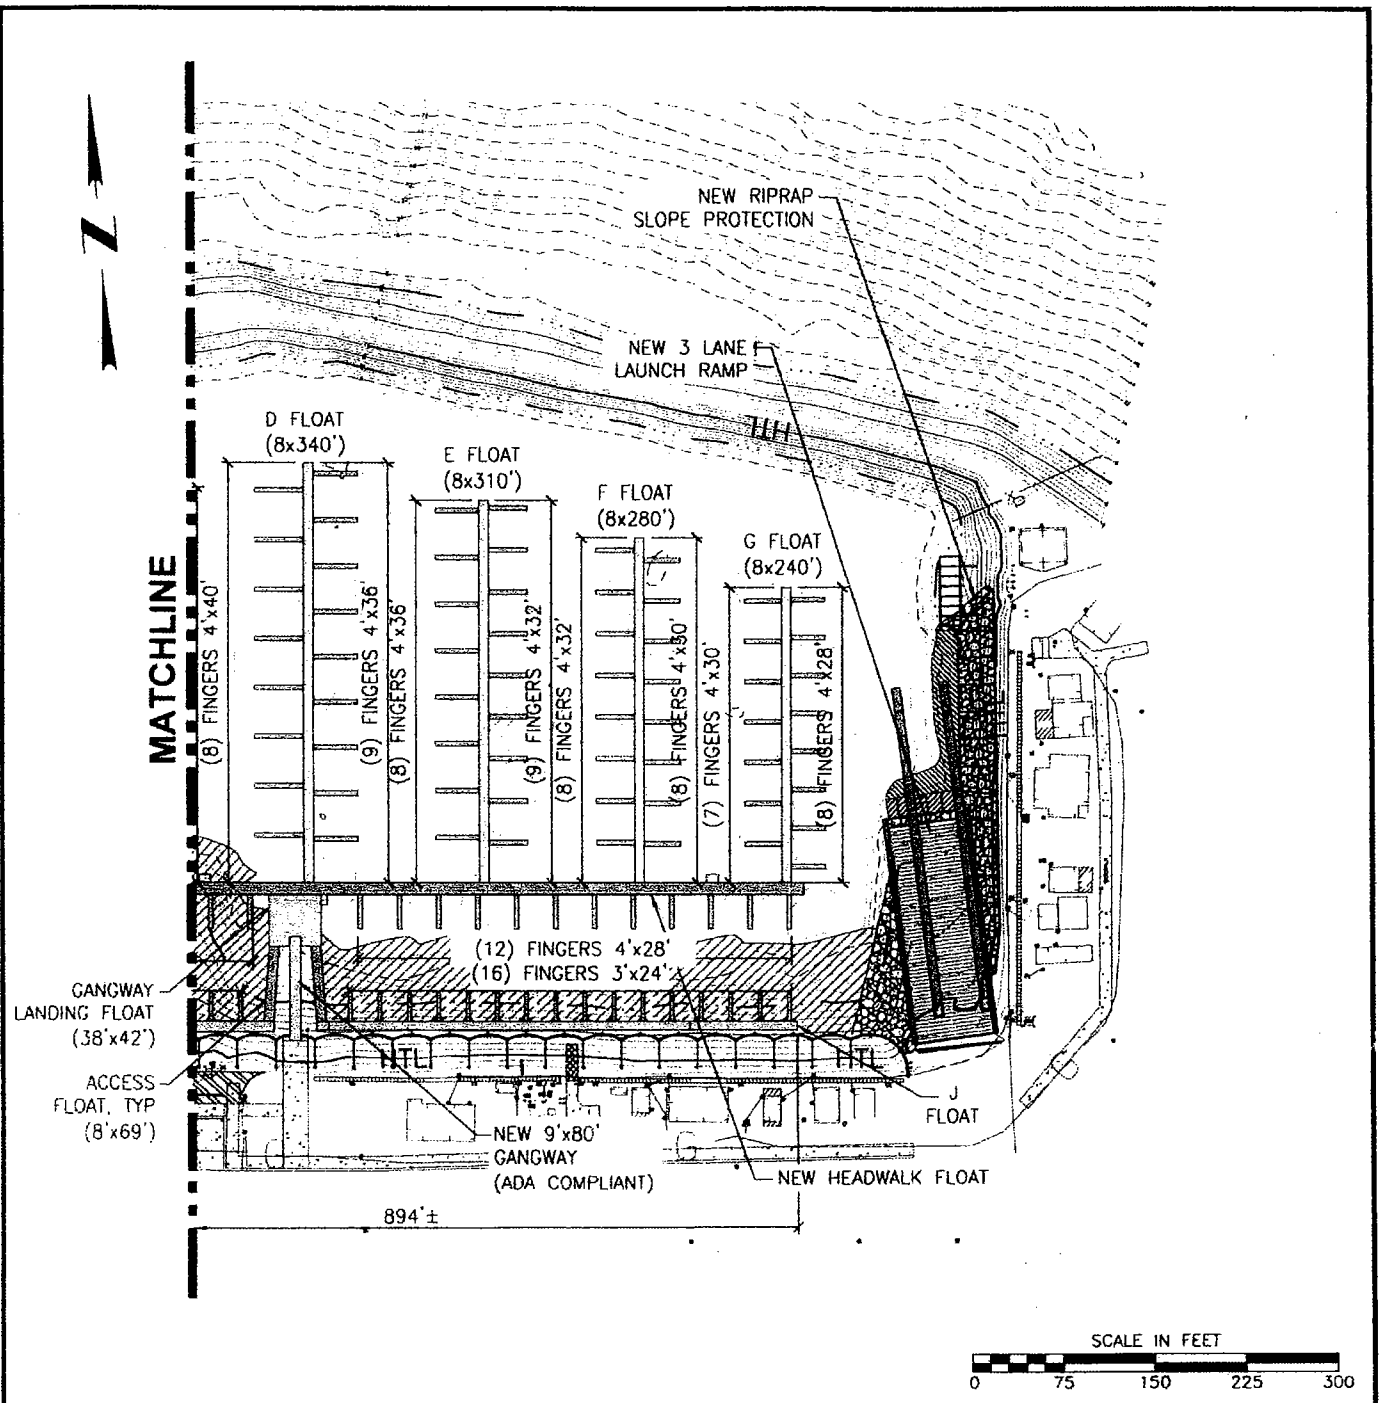 NEW RIPRAP
SLOPE PROTECTION
N
NEW 3 LANE
LAUNCH RAMP
HTL
D FLOAT
(8x340')
E FLOAT
(8x310')
F FLOAT
(8x280')
G FLOAT
(8x240')
MATCHLINE
(8) FINGERS 4'x40'
(9) FINGERS 4'x36'
(8) FINGERS 4'x36'
(9) FINGERS 4'x32'
(8) FINGERS 4'x32'
(8) FINGERS 4'x30'
(7) FINGERS 4'x30'
(8) FINGERS 4'x28'
HTL
(12) FINGERS 4'x28'
(16) FINGERS 3'x24'
GANGWAY
LANDING FLOAT
(38'x42')
HTL
HTL
ACCESS
FLOAT, TYP
(8'x69')
J
FLOAT
NEW 9'x80'
GANGWAY
(ADA COMPLIANT)
NEW HEADWALK FLOAT
894'±
SCALE IN FEET
0 75 150 225 300